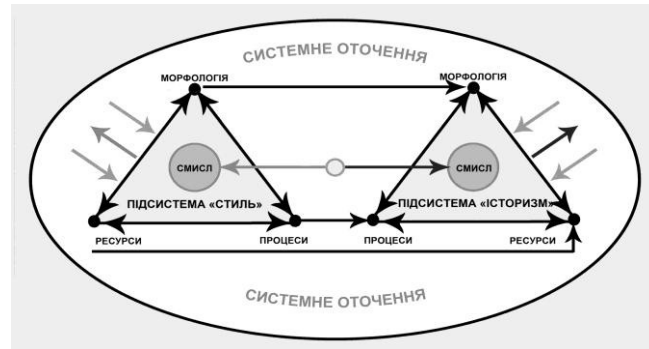 СИСТЕМНЕ ОТОЧЕННЯ
МОРФОЛОГІЯ
МОРФОЛОГІЯ
СМИСЛ
СМИСЛ
ПІДСИСТЕМА «СТИЛЬ»
ПІДСИСТЕМА «ІСТОРИЗМ»
РЕСУРСИ
ПРОЦЕСИ
ПРОЦЕСИ
РЕСУРСИ
СИСТЕМНЕ ОТОЧЕННЯ